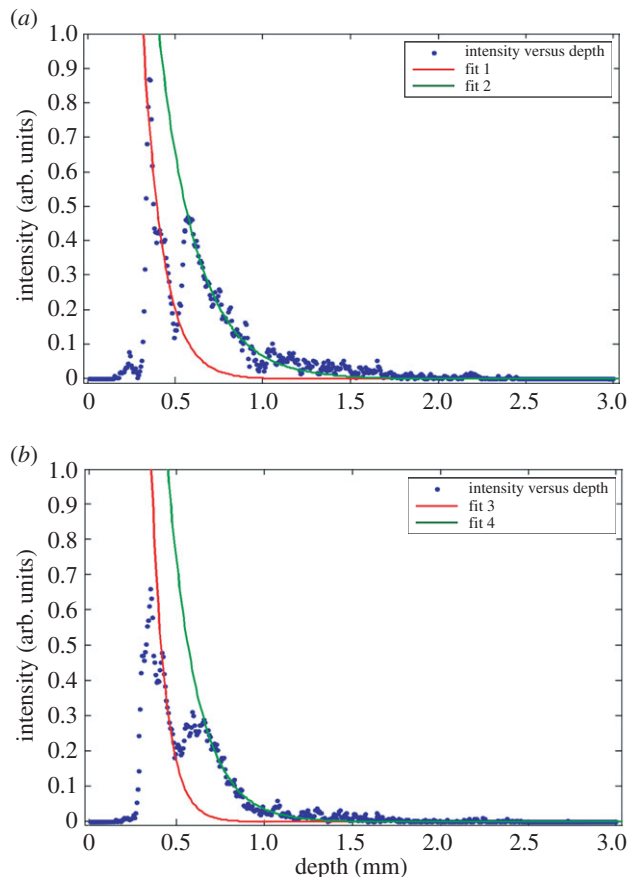 (a)
1.0
0.9
0.8
0.7
0.6
0.5
0.4
0.3
0.2
0.1
0
intensity (arb. units)
intensity versus depth
fit 1
fit 2
0 0.5 1.0 1.5 2.0 2.5 3.0
(b)
1.0
0.9
0.8
0.7
0.6
0.5
0.4
0.3
0.2
0.1
0
intensity (arb. units)
intensity versus depth
fit 3
fit 4
0 0.5 1.0 1.5 2.0 2.5 3.0
depth (mm)